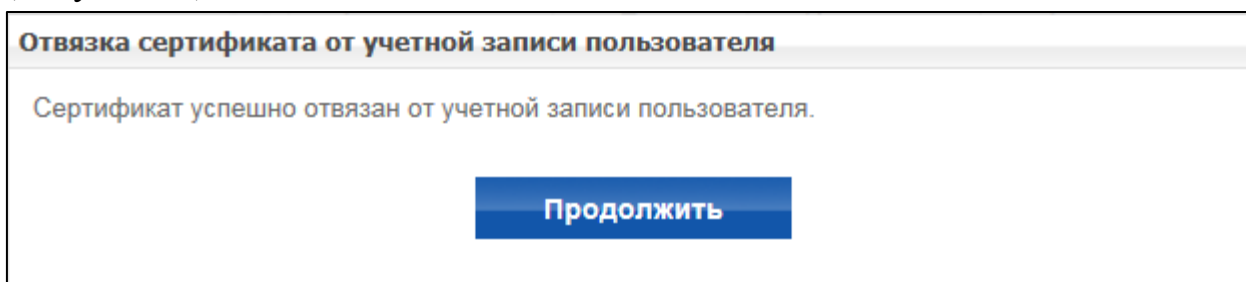 Отвязка сертификата от учетной записи пользователя
Сертификат успешно отвязан от учетной записи пользователя.
Продолжить